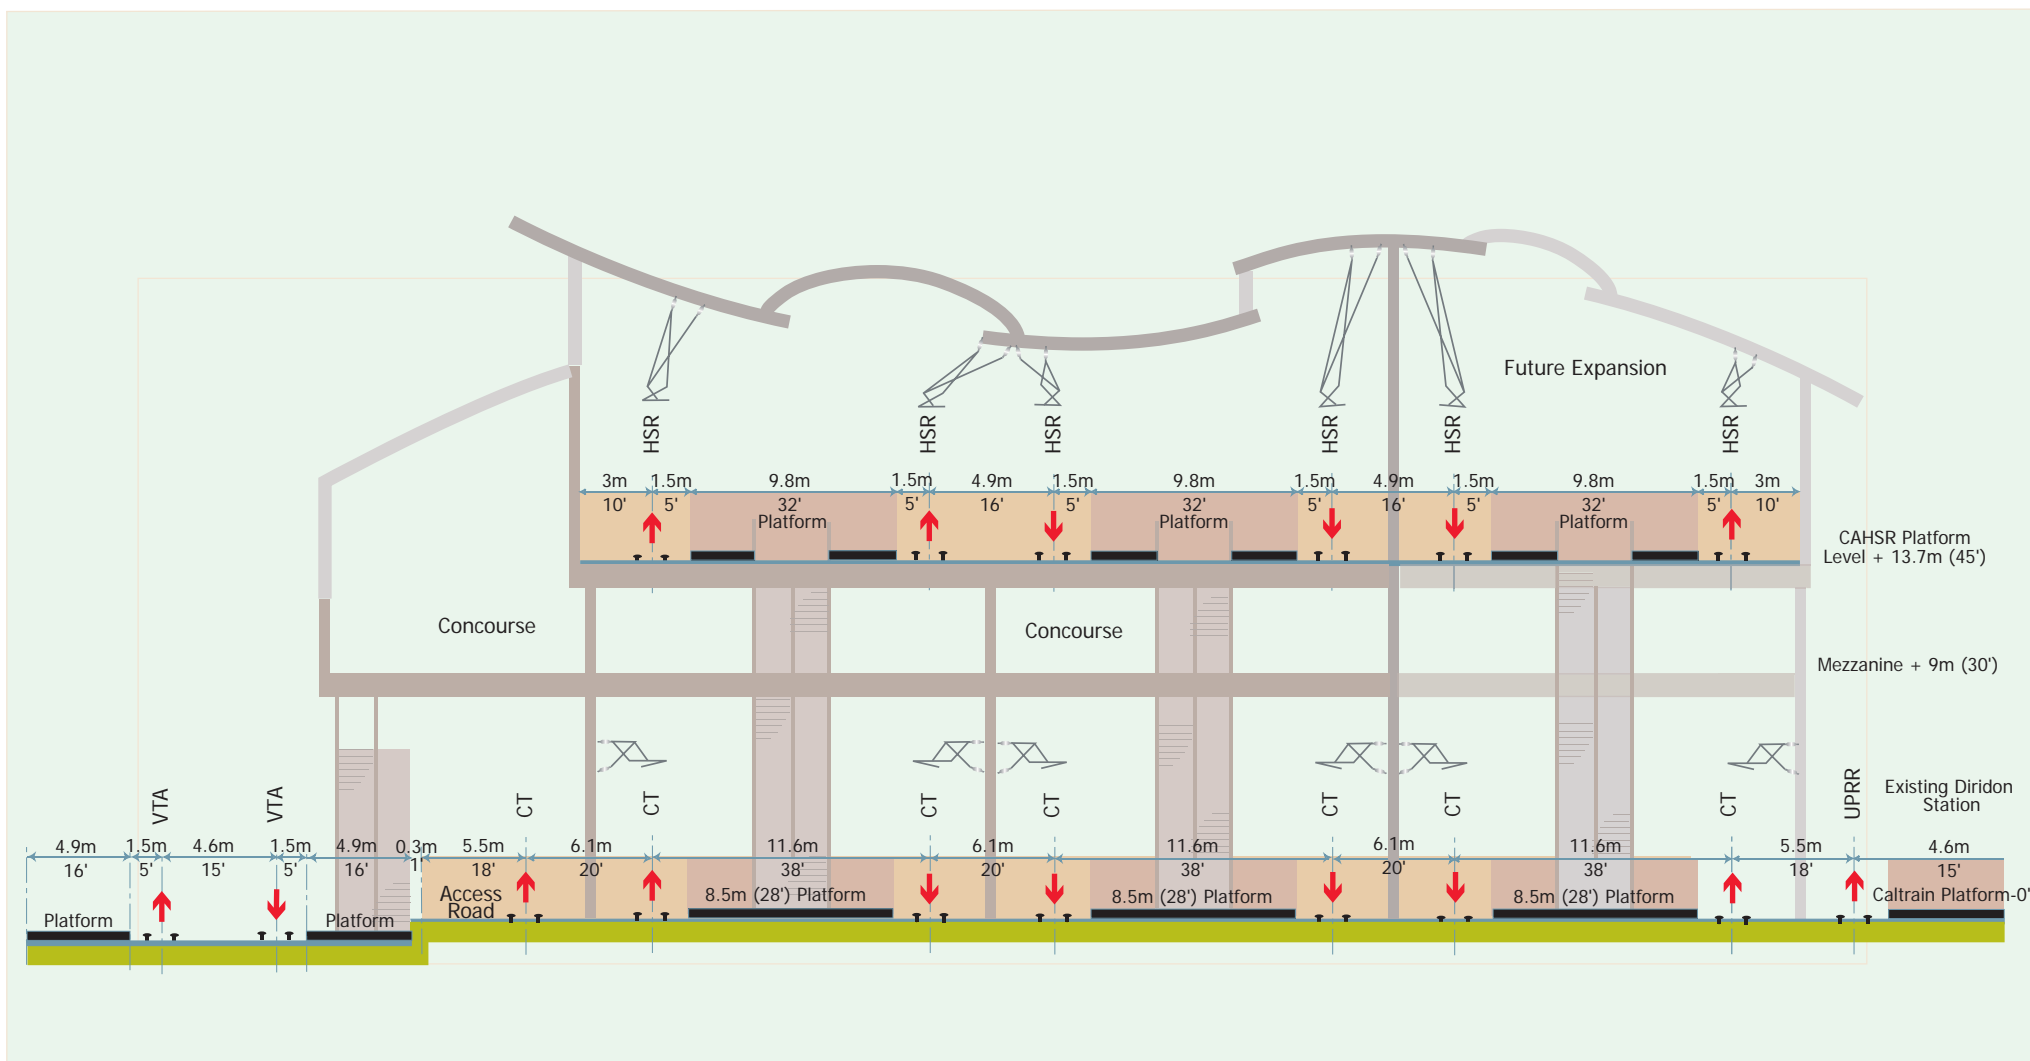 Future Expansion
HSR HSR HSR HSR HSR HSR
3m 1.5m 9.8m 1.5m 4.9m 1.5m 9.8m 1.5m 4.9m 1.5m 9.8m 1.5m 3m
10' 5' 32' 5' 16' 5' 32' 5' 16' 5' 32' 5' 10'
Platform Platform Platform
CAHSR Platform
Level + 13.7m (45')
Concourse Concourse
Mezzanine + 9m (30')
VTA VTA CT CT CT CT CT CT CT UPRR
Existing Diridon
Station
4.9m 1.5m 4.6m 1.5m 4.9m 0.3m 5.5m 6.1m 11.6m 6.1m 11.6m 6.1m 11.6m 5.5m 4.6m
16' 5' 15' 5' 16' 1' 18' 20' 38' 20' 38' 20' 38' 18' 15'
Access
Road
8.5m (28') Platform 8.5m (28') Platform 8.5m (28') Platform Caltrain Platform-0'
Platform Platform